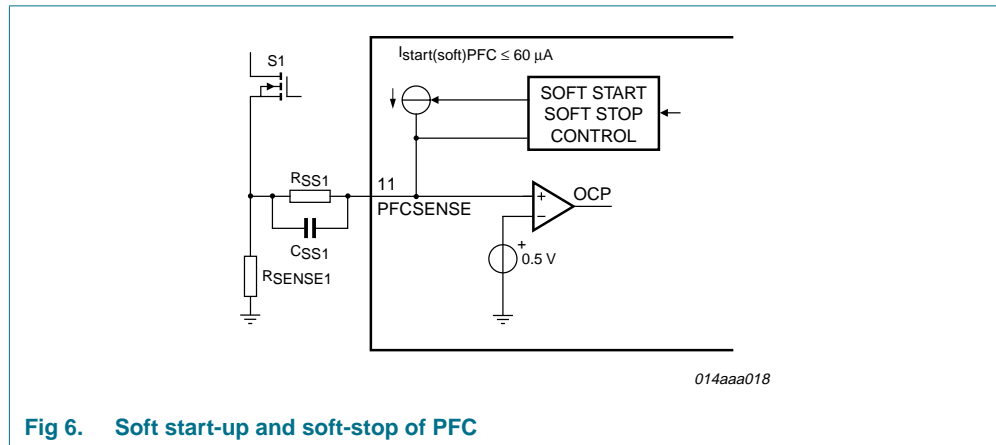 Istart(soft)PFC ≤ 60 μA
S1
SOFT START
SOFT STOP
CONTROL
RSS1
11
PFCSENSE
OCP
+
−
CSS1
+
0.5 V
RSENSE1
014aaa018
Fig 6. Soft start-up and soft-stop of PFC